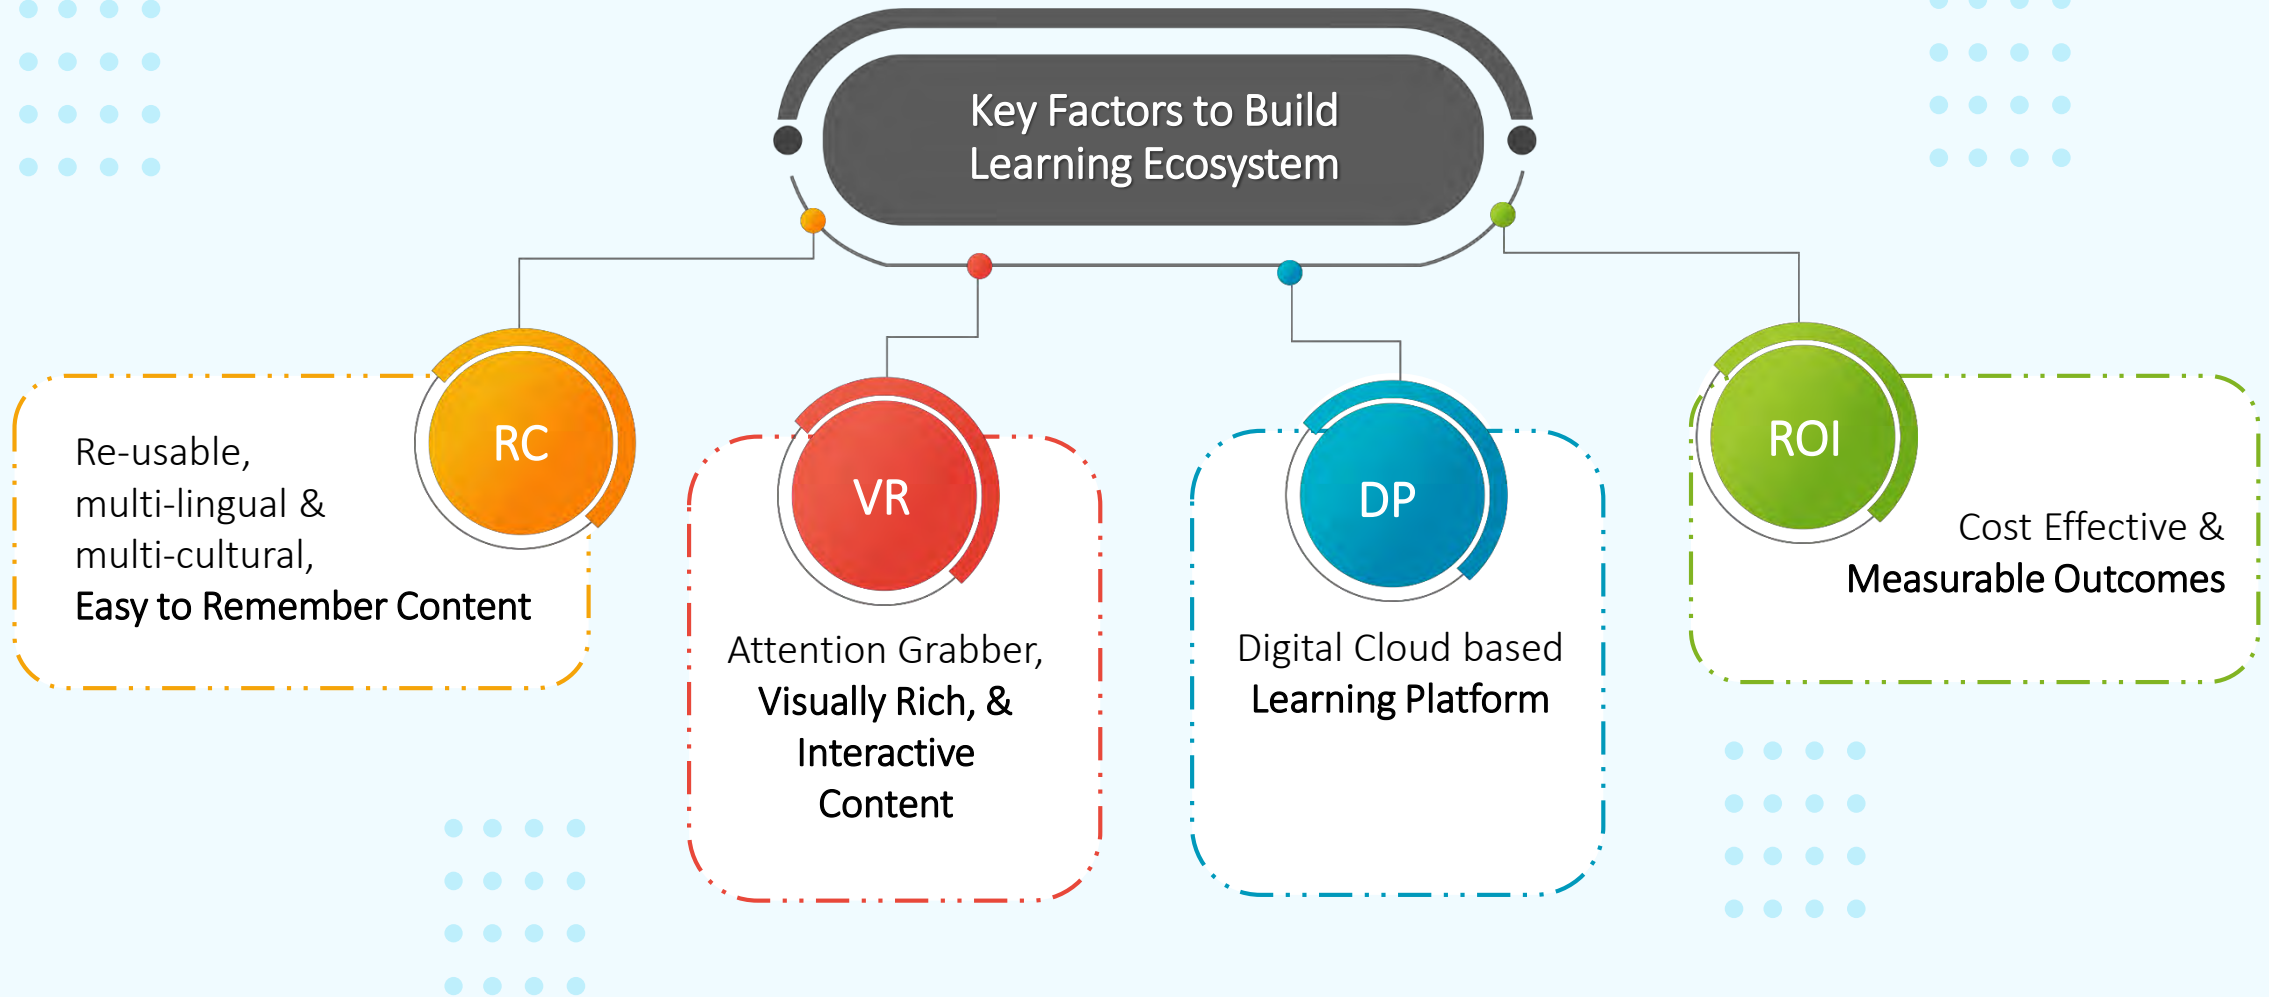 Key Factors to Build
Learning Ecosystem
RC
Re-usable,
multi-lingual &
multi-cultural,
Easy to Remember Content
VR
Attention Grabber,
Visually Rich, &
Interactive
Content
DP
Digital Cloud based
Learning Platform
ROI
Cost Effective &
Measurable Outcomes